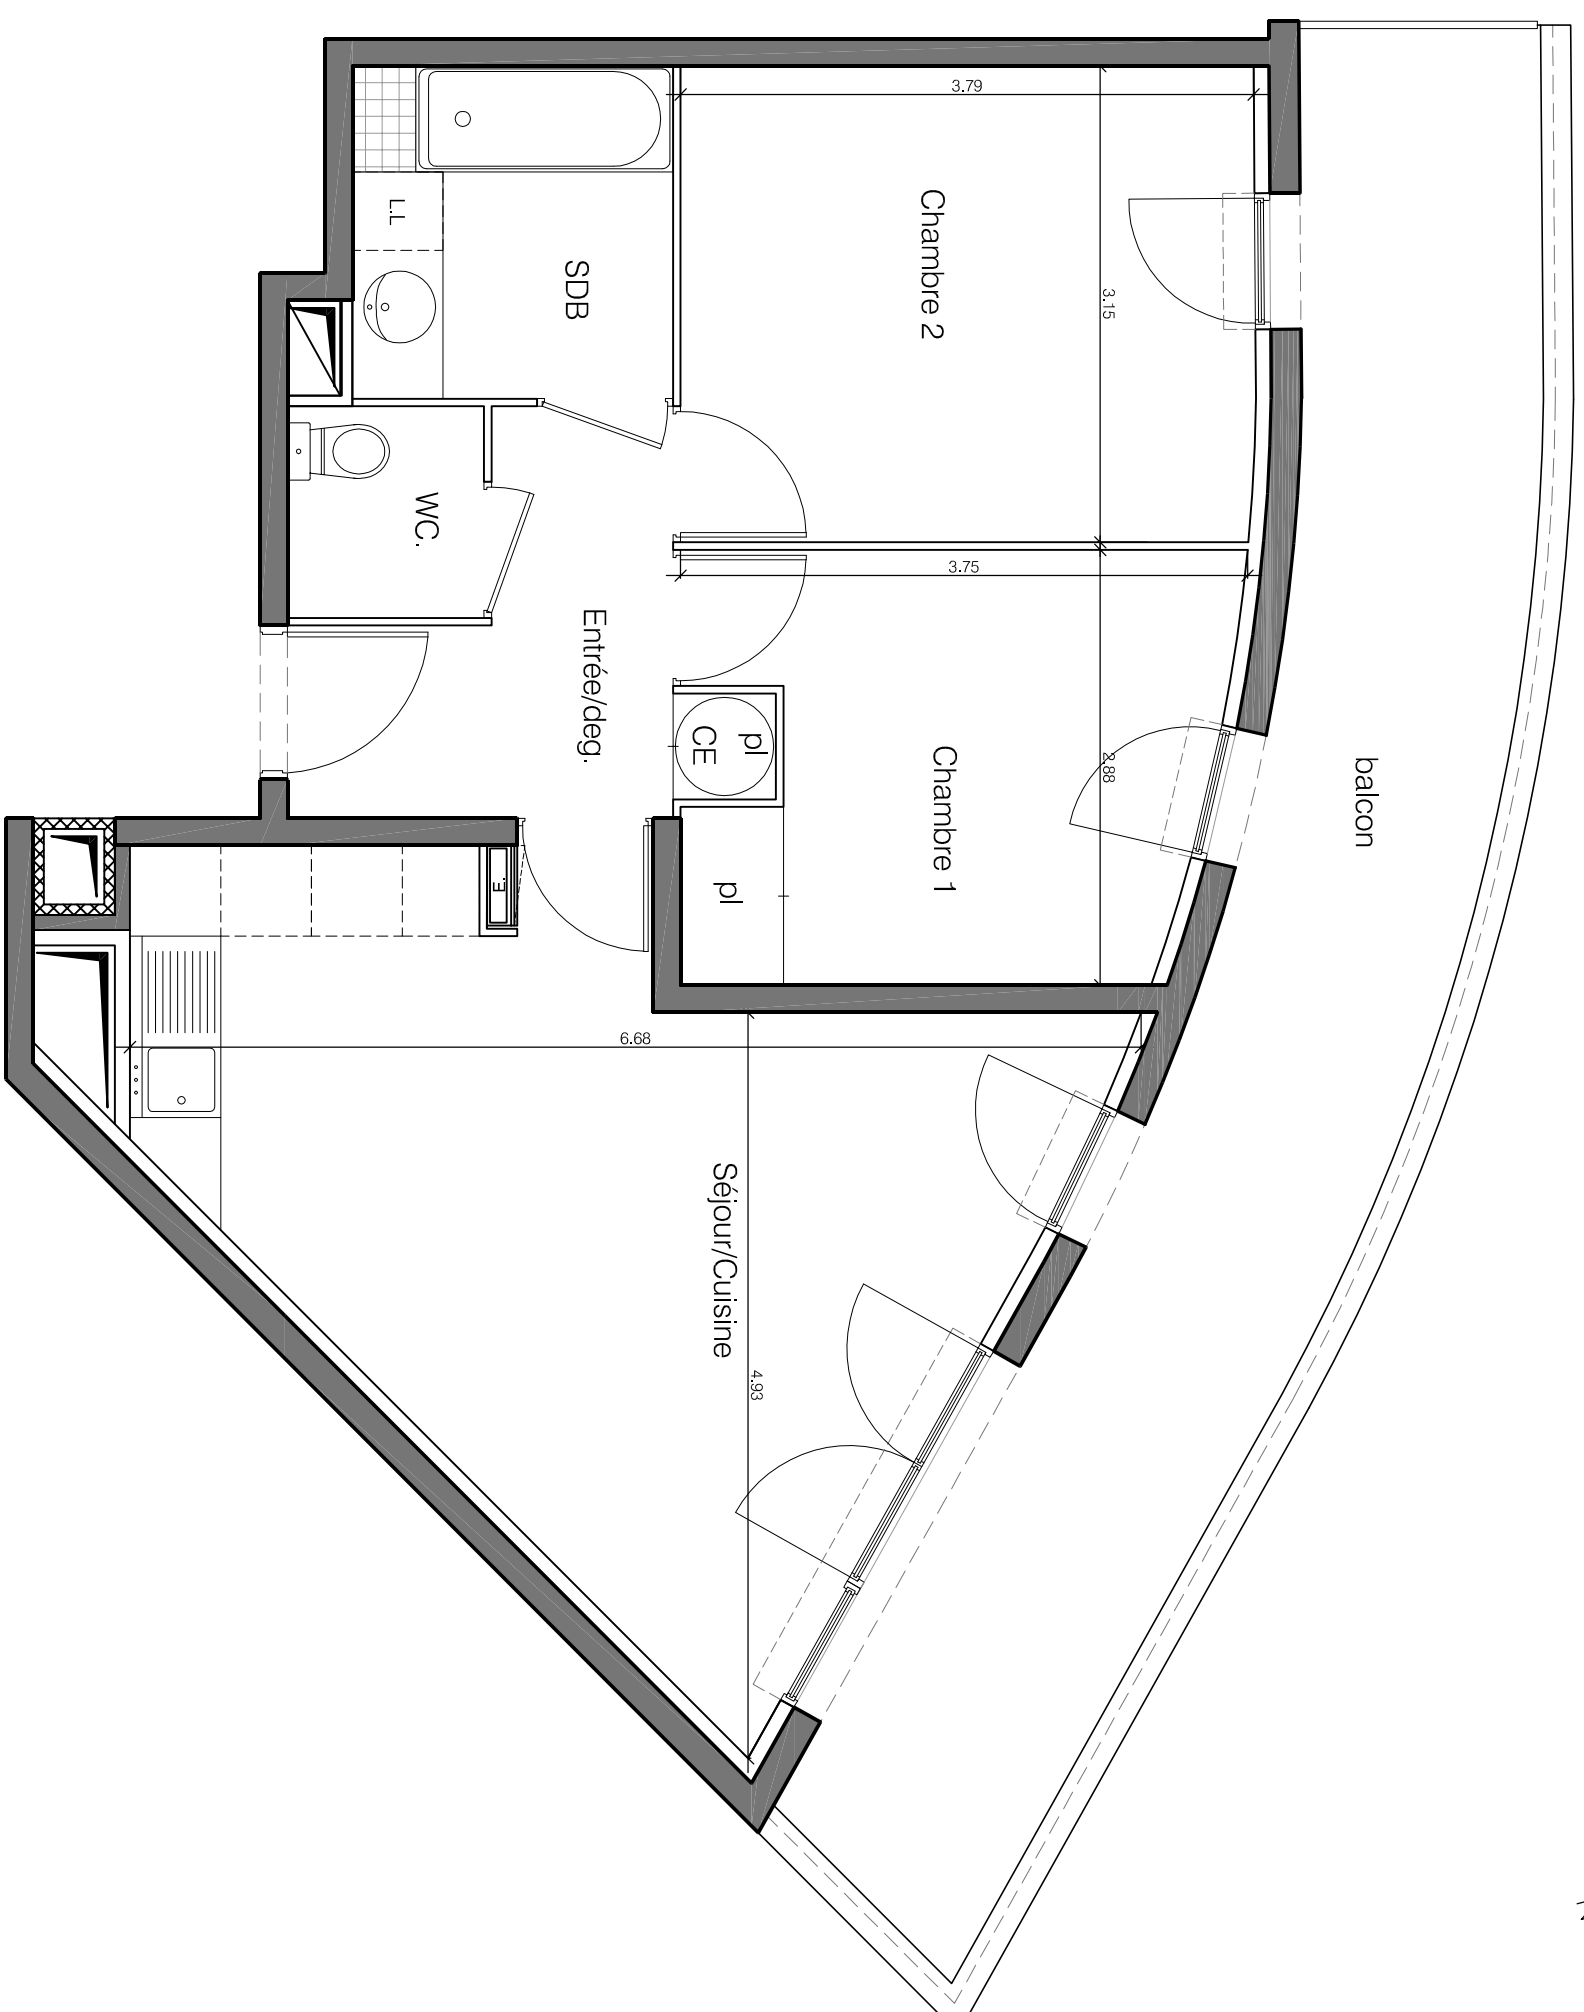 3.79
Chambre 2
3.15
L.L
SDB
WC.
3.75
Entrée/deg.
pl
CE
Chambre 1
2.88
balcon
pl
E.
6.68
Séjour/Cuisine
4.93